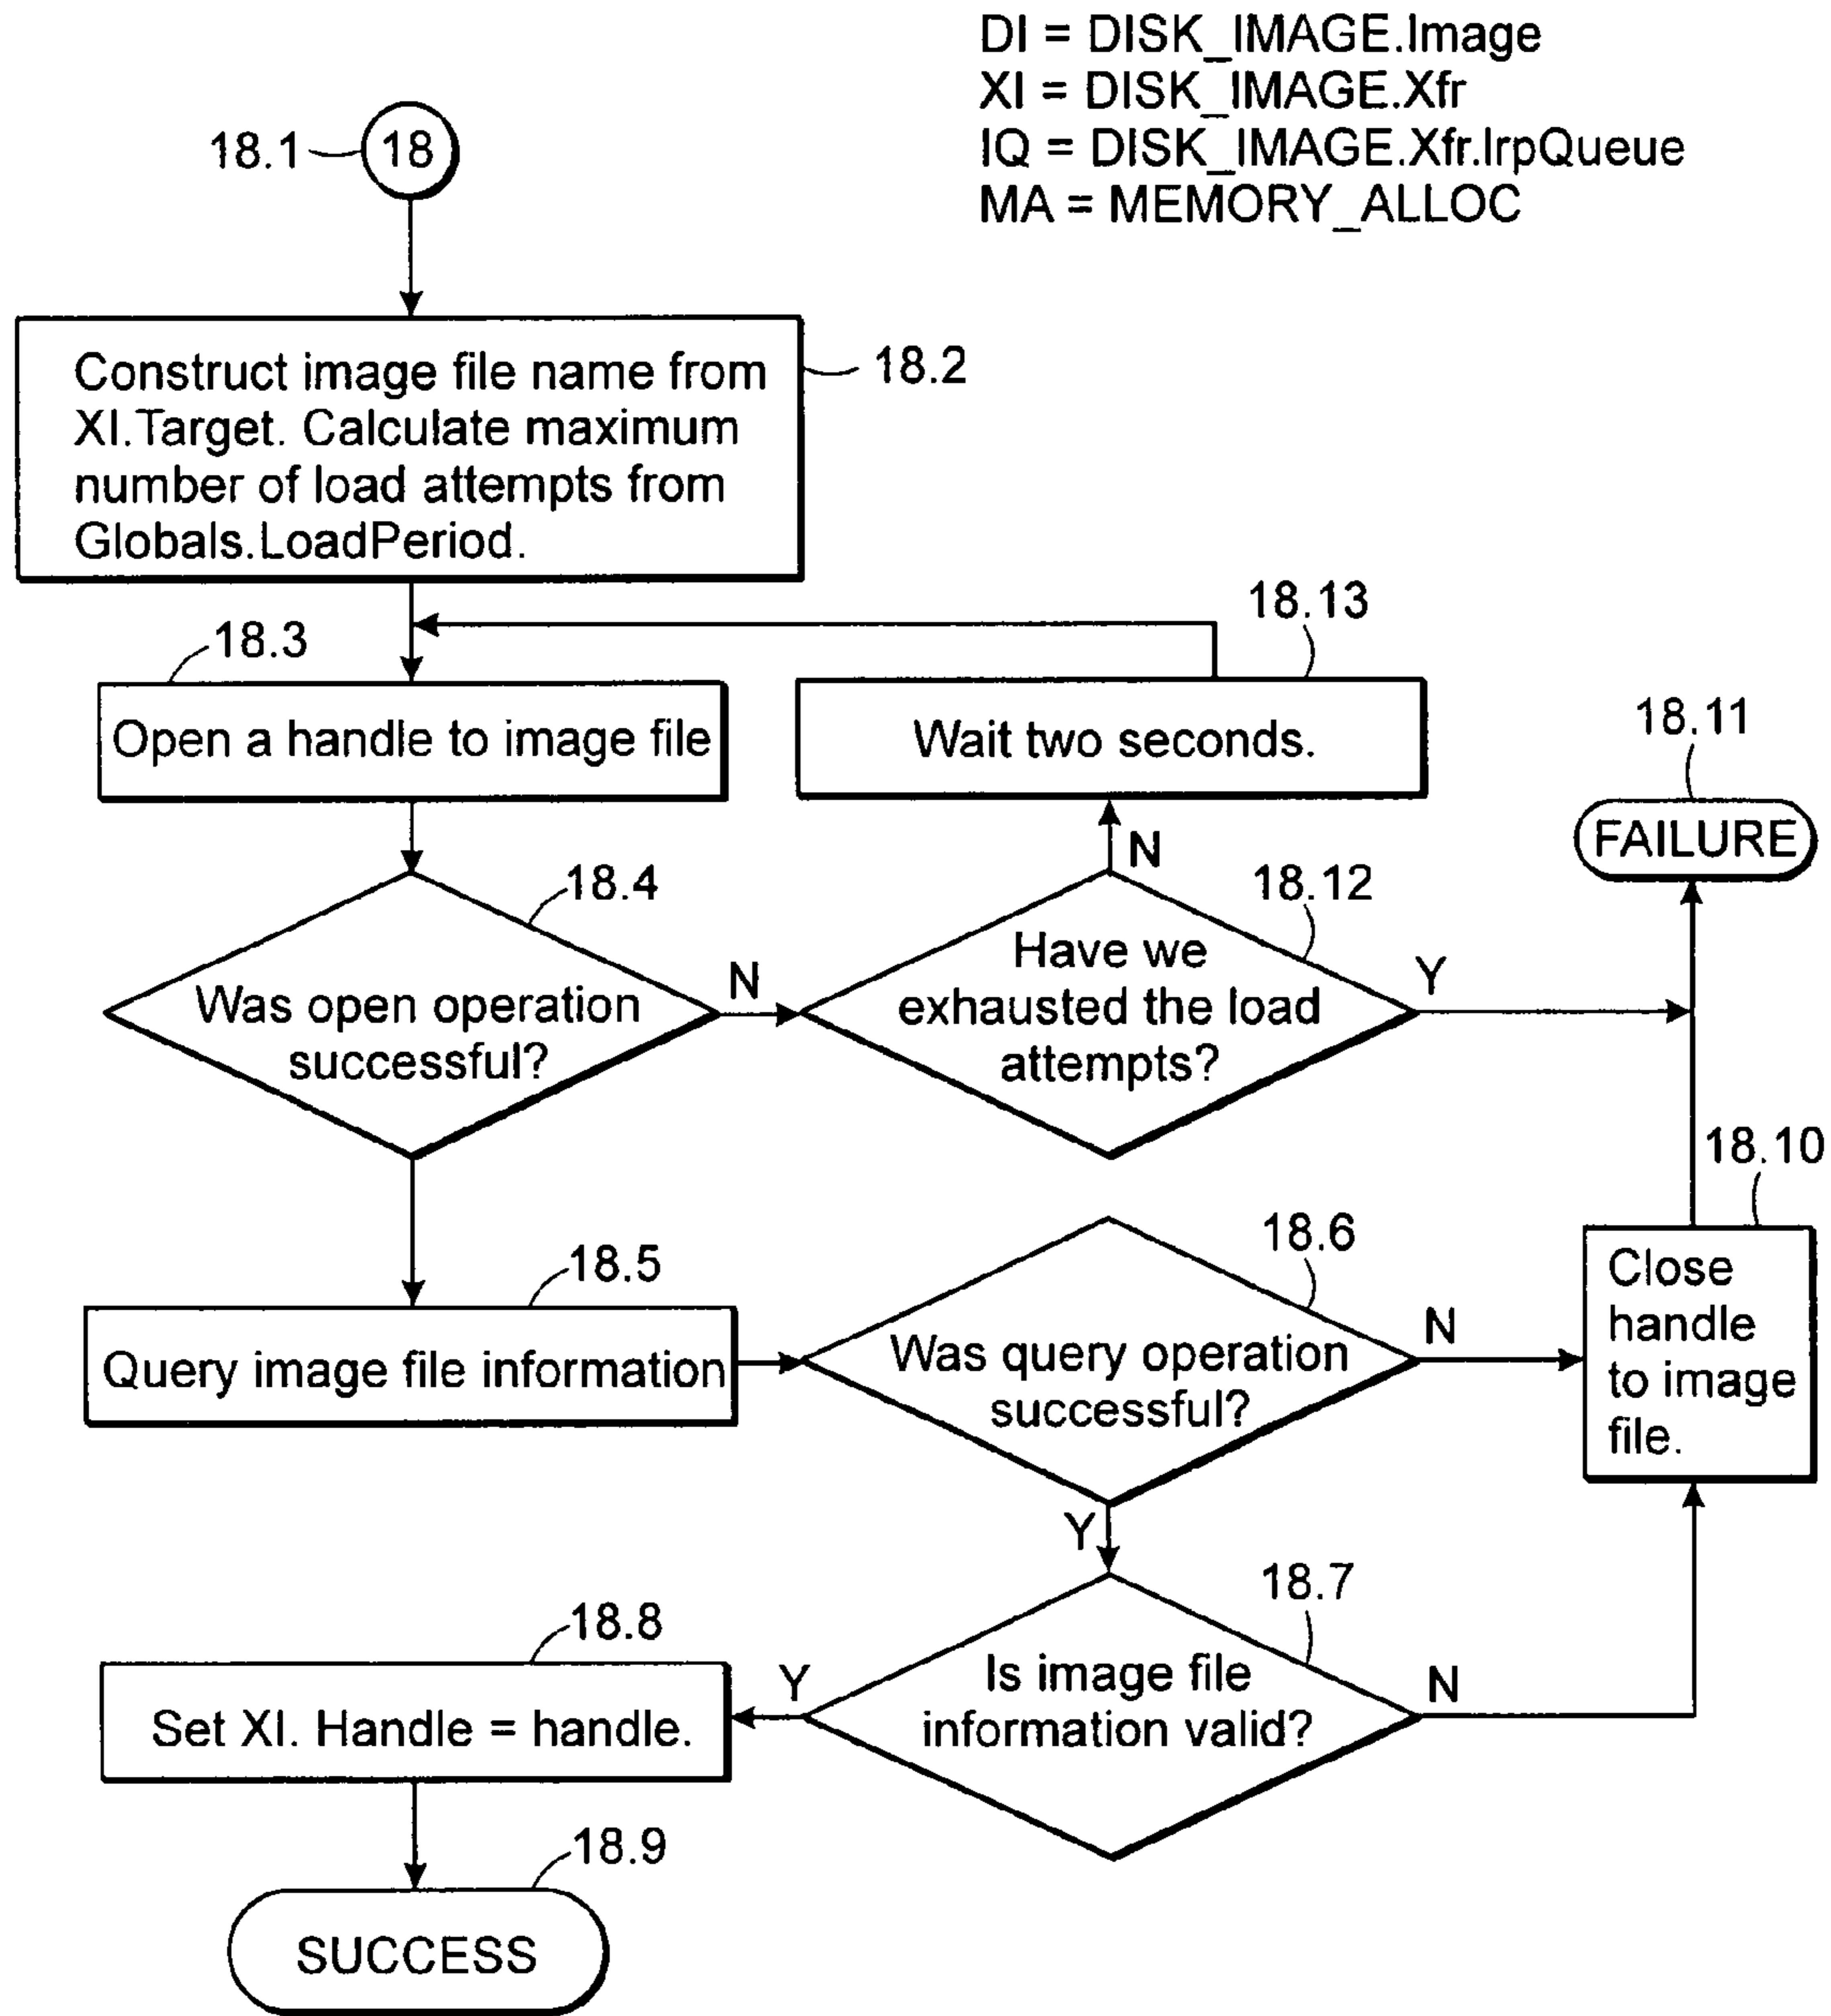 DI = DISK_IMAGE.Image
XI = DISK_IMAGE.Xfr
IQ = DISK_IMAGE.Xfr.IrpQueue
MA = MEMORY_ALLOC
18.1
18
18.2
Construct image file name from
XI.Target. Calculate maximum
number of load attempts from
Globals.LoadPeriod.
18.3
Open a handle to image file
18.13
Wait two seconds.
18.11
FAILURE
18.4
Was open operation
successful?
N
N
18.12
Have we
exhausted the load
attempts?
Y
18.10
Close
handle
to image
file.
18.5
Query image file information
18.6
Was query operation
successful?
N
Y
18.7
Is image file
information valid?
N
Y
18.8
Set XI. Handle = handle.
18.9
SUCCESS